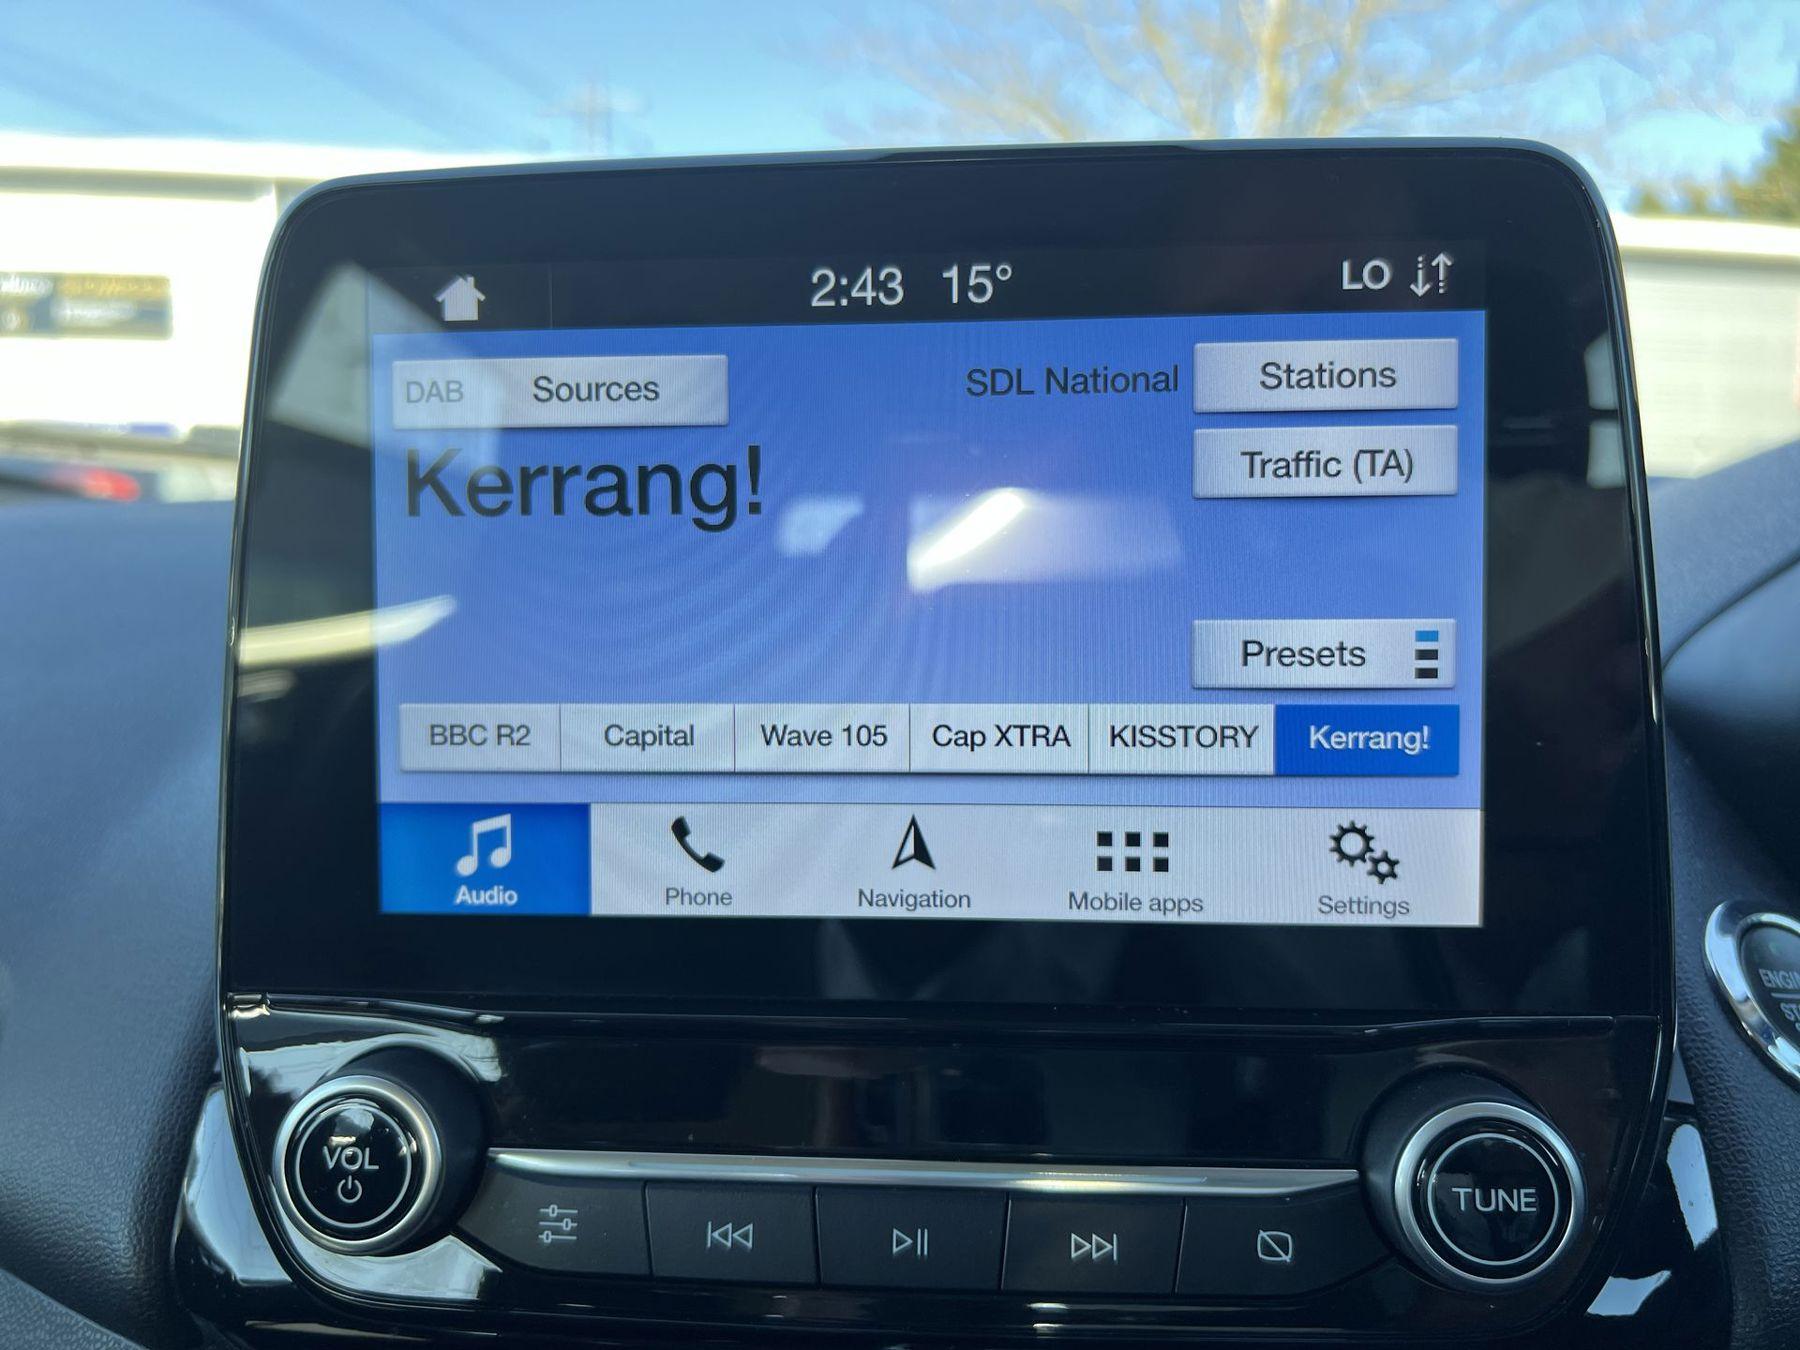 2:43 15°
LO
DAB Sources
SDL National
Stations
Kerrang!
Traffic (TA)
Presets
BBC R2
Capital
Wave 105
Cap XTRA
KISSTORY
Kerrang!
Audio
Phone
Navigation
Mobile apps
Settings
VOL
TUNE